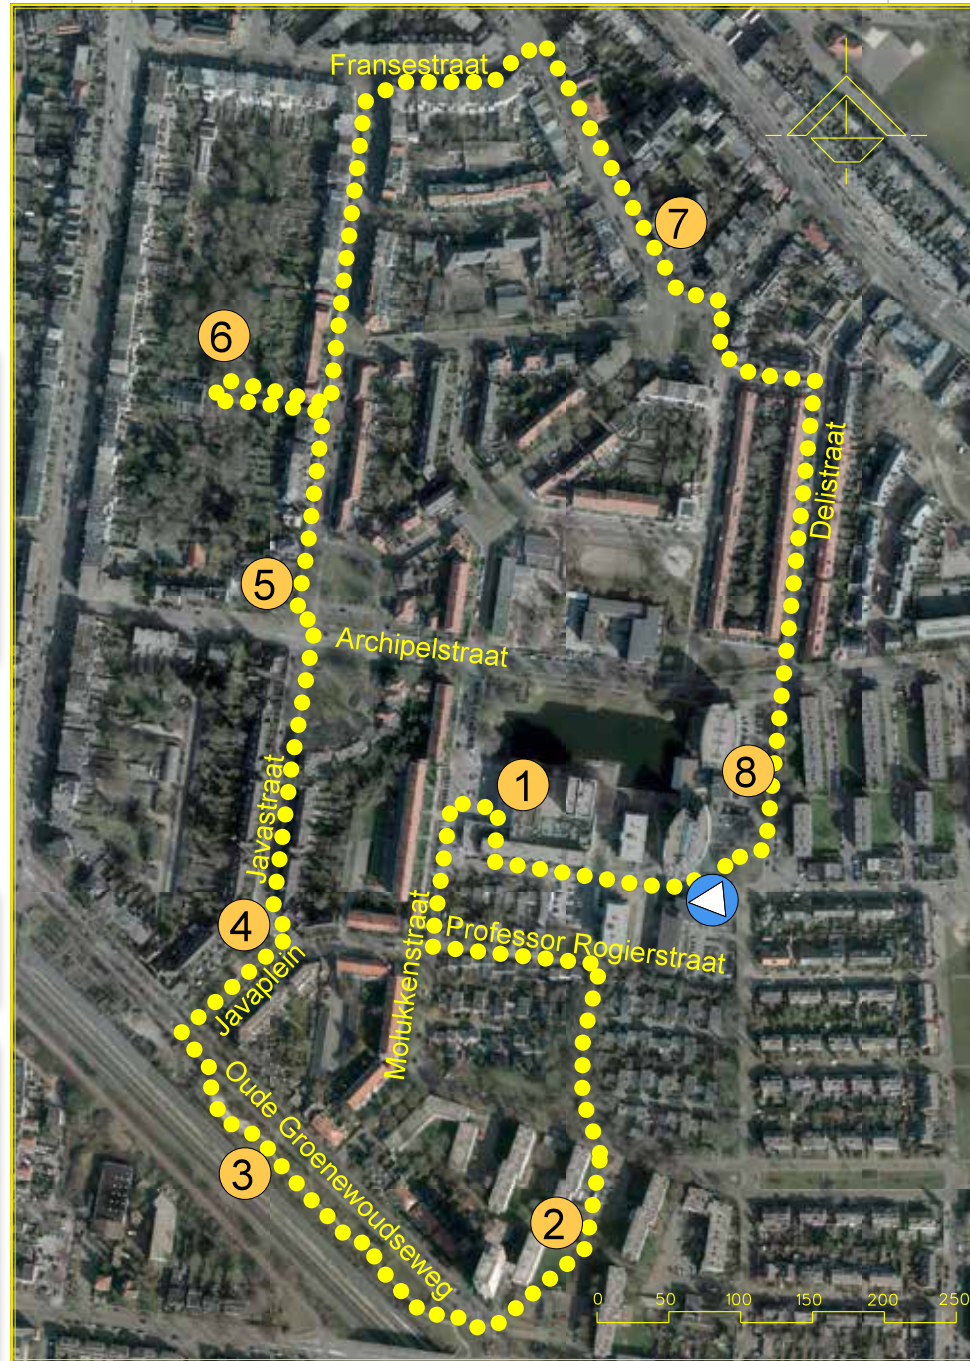 Fransestraat
7
6
Delistraat
5
Archipelstraat
8
1
Javastraat
4
Professor Rogierstraat
Molukkenstraat
Javaplein
Oude Groenewoudseweg
3
2
0 50 100 150 200 250